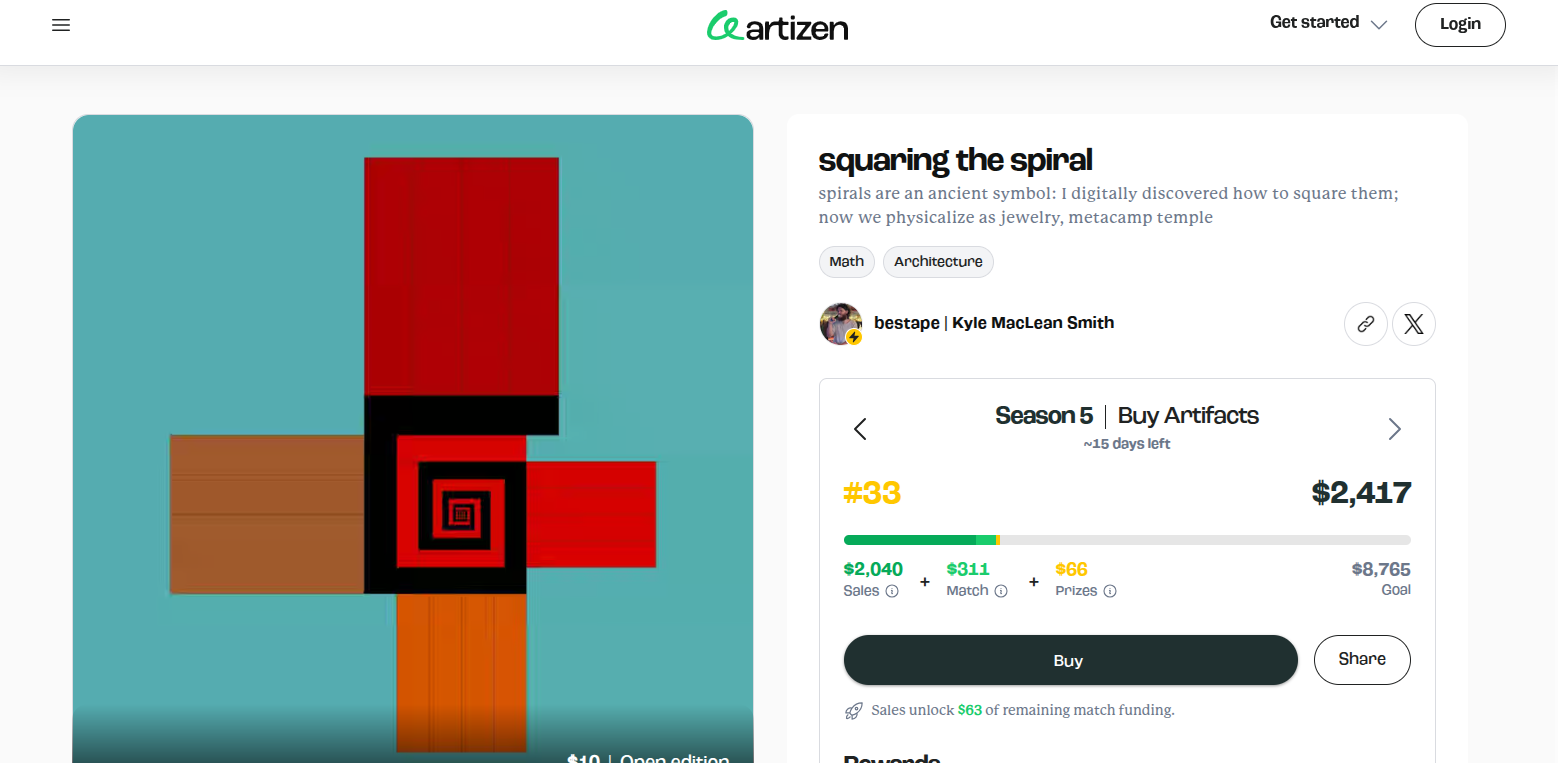 artizen
Get started
Login
squaring the spiral
spirals are an ancient symbol: I digitally discovered how to square them;
now we physicalize as jewelry, metacamp temple
Math
Architecture
bestape | Kyle MacLean Smith
Season 5 | Buy Artifacts
~15 days left
#33
$2,417
$2,040 + $311 + $66
$8,765
Sales
Match
Prizes
Goal
Buy
Share
Sales unlock $63 of remaining match funding.
$10 | Open edition
Rewards